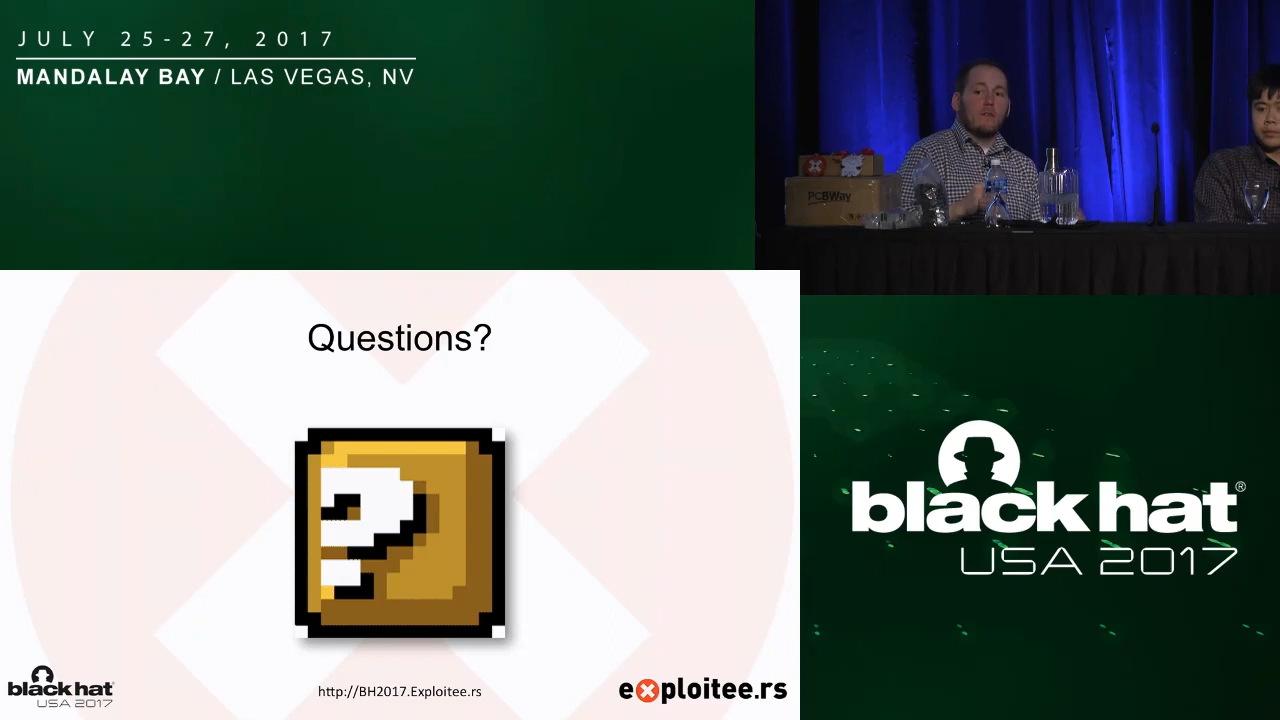 JULY 25-27, 2017
MANDALAY BAY / LAS VEGAS, NV
PCBWay
Questions?
?
black hat®
USA 2017
black hat
USA 2017
http://BH2017.Exploitee.rs
exploitee.rs